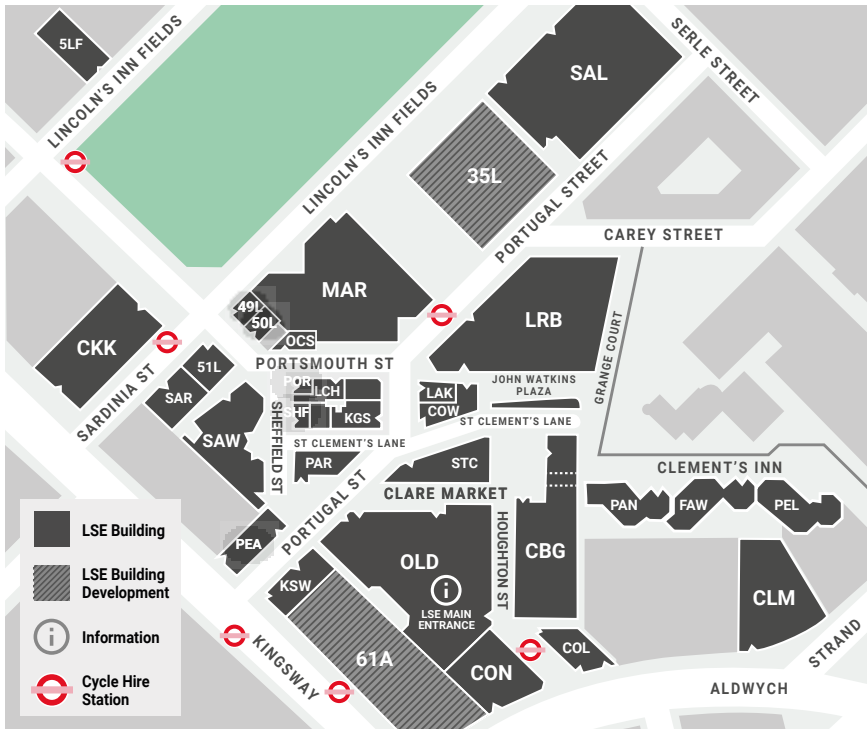 5LF
LINCOLN'S INN FIELDS
SERLE STREET
SAL
LINCOLN'S INN FIELDS
35L
PORTUGAL STREET
CAREY STREET
MAR
49L
50L
OCS
LRB
GRANGE COURT
CKK
SARDINIA ST
51L
SAR
PORTSMOUTH ST
POR
LCH
SHF
KGS
LAK
COW
JOHN WATKINS
PLAZA
SAW
SHEFFIELD ST
ST CLEMENT'S LANE
ST CLEMENT'S LANE
PAR
STC
CLARE MARKET
CLEMENT'S INN
PAN
FAW
PEL
PORTUGAL ST
PEA
HOUGHTON ST
OLD
CBG
LSE MAIN
ENTRANCE
KSW
CLM
61A
CON
COL
KINGSWAY
STRAND
ALDWYCH
LSE Building
LSE Building
Development
Information
Cycle Hire
Station